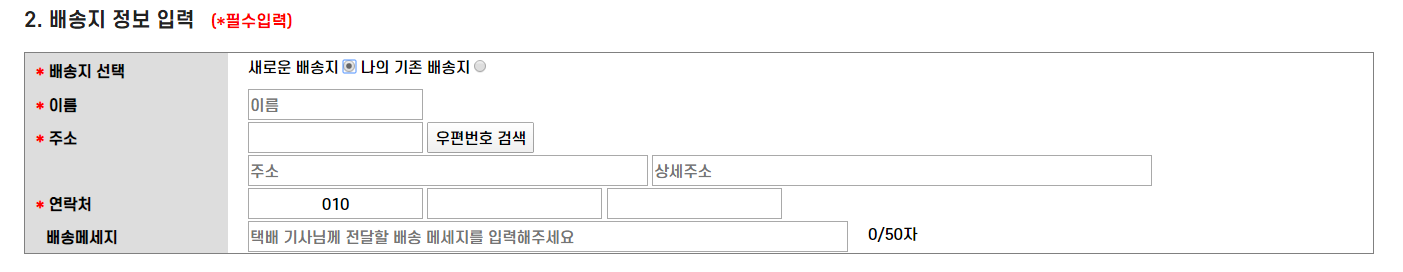 2. 배송지 정보 입력 (*필수입력)
* 배송지 선택 새로운 배송지 나의 기존 배송지
* 이름 이름
* 주소 우편번호 검색
주소 상세주소
* 연락처 010
배송메세지 택배 기사님께 전달할 배송 메세지를 입력해주세요 0/50자